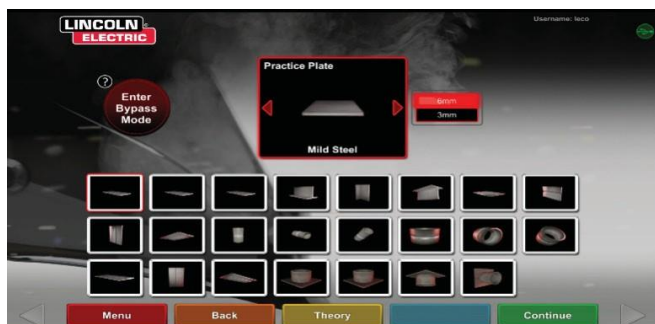 LINCOLN
ELECTRIC
Username: leco
Practice Plate
?
Enter
Bypass
Mode
6mm
3mm
Mild Steel
Menu
Back
Theory
Continue